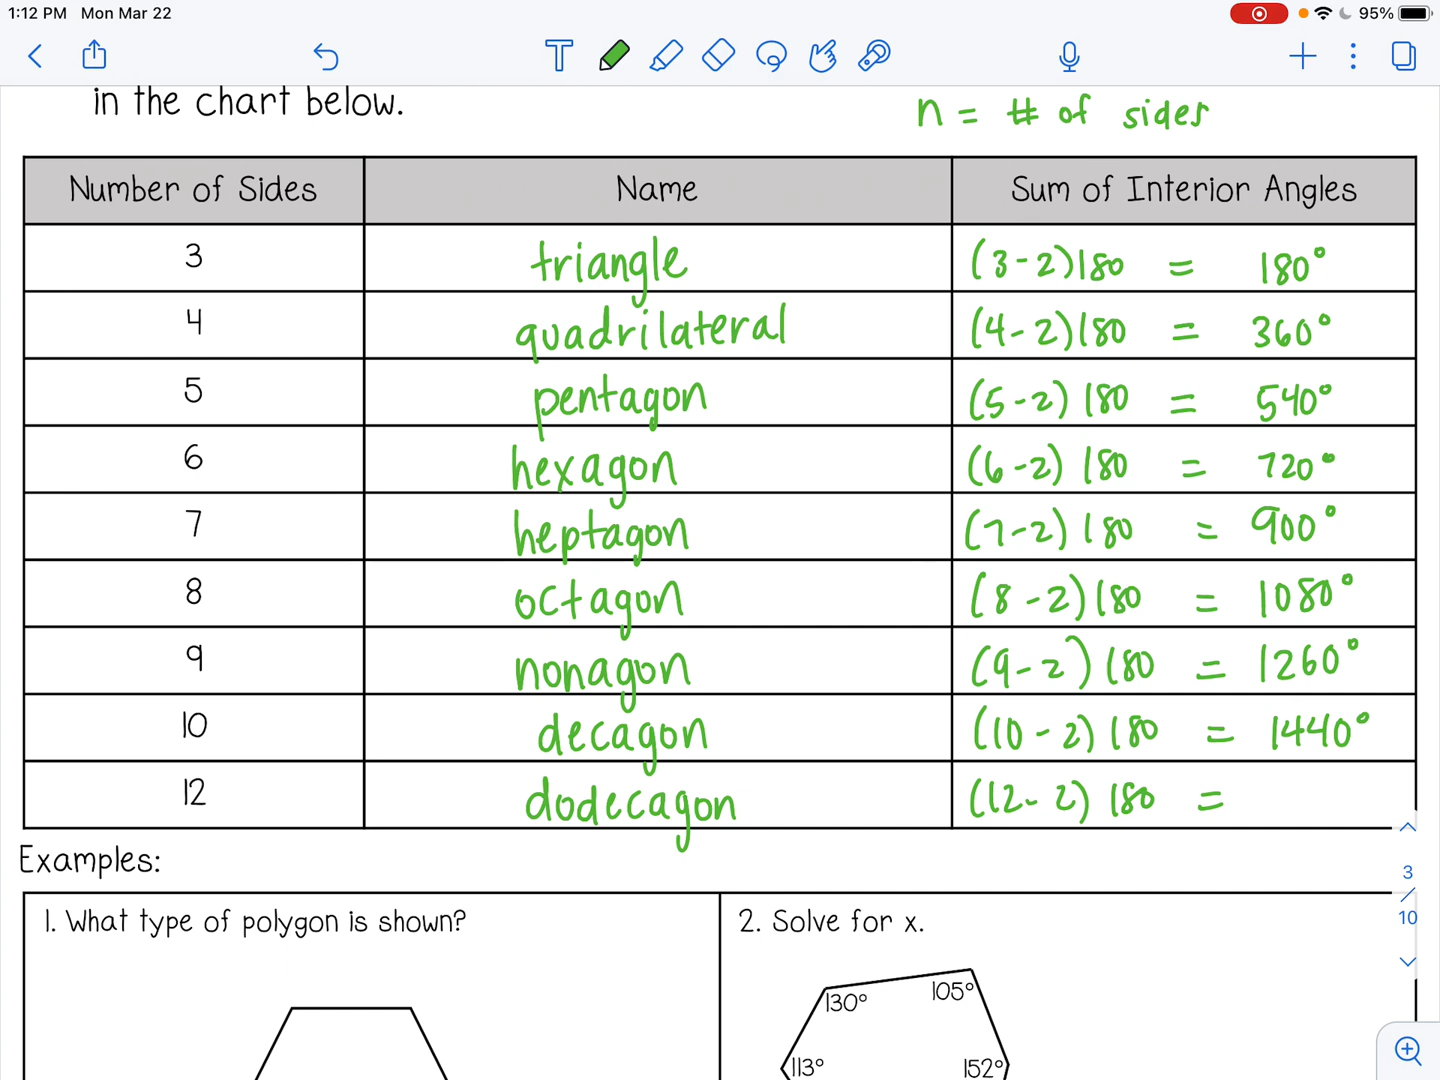 1:12 PM Mon Mar 22 95%
T
in the chart below.
n = # of sides
Number of Sides Name Sum of Interior Angles
3 triangle (3-2)180 = 180°
4 quadrilateral (4-2)180 = 360°
5 pentagon (5-2) 180 = 540°
6 hexagon (6-2) 180 = 720°
7 heptagon (7-2) 180 = 900°
8 octagon (8-2)180 = 1080°
9 nonagon (9-2) 180 = 1260°
10 decagon (10-2) 180 = 1440°
12 dodecagon (12-2) 180 =
Examples:
3
/
10
1. What type of polygon is shown?
2. Solve for x.
130° 105°
113° 152°